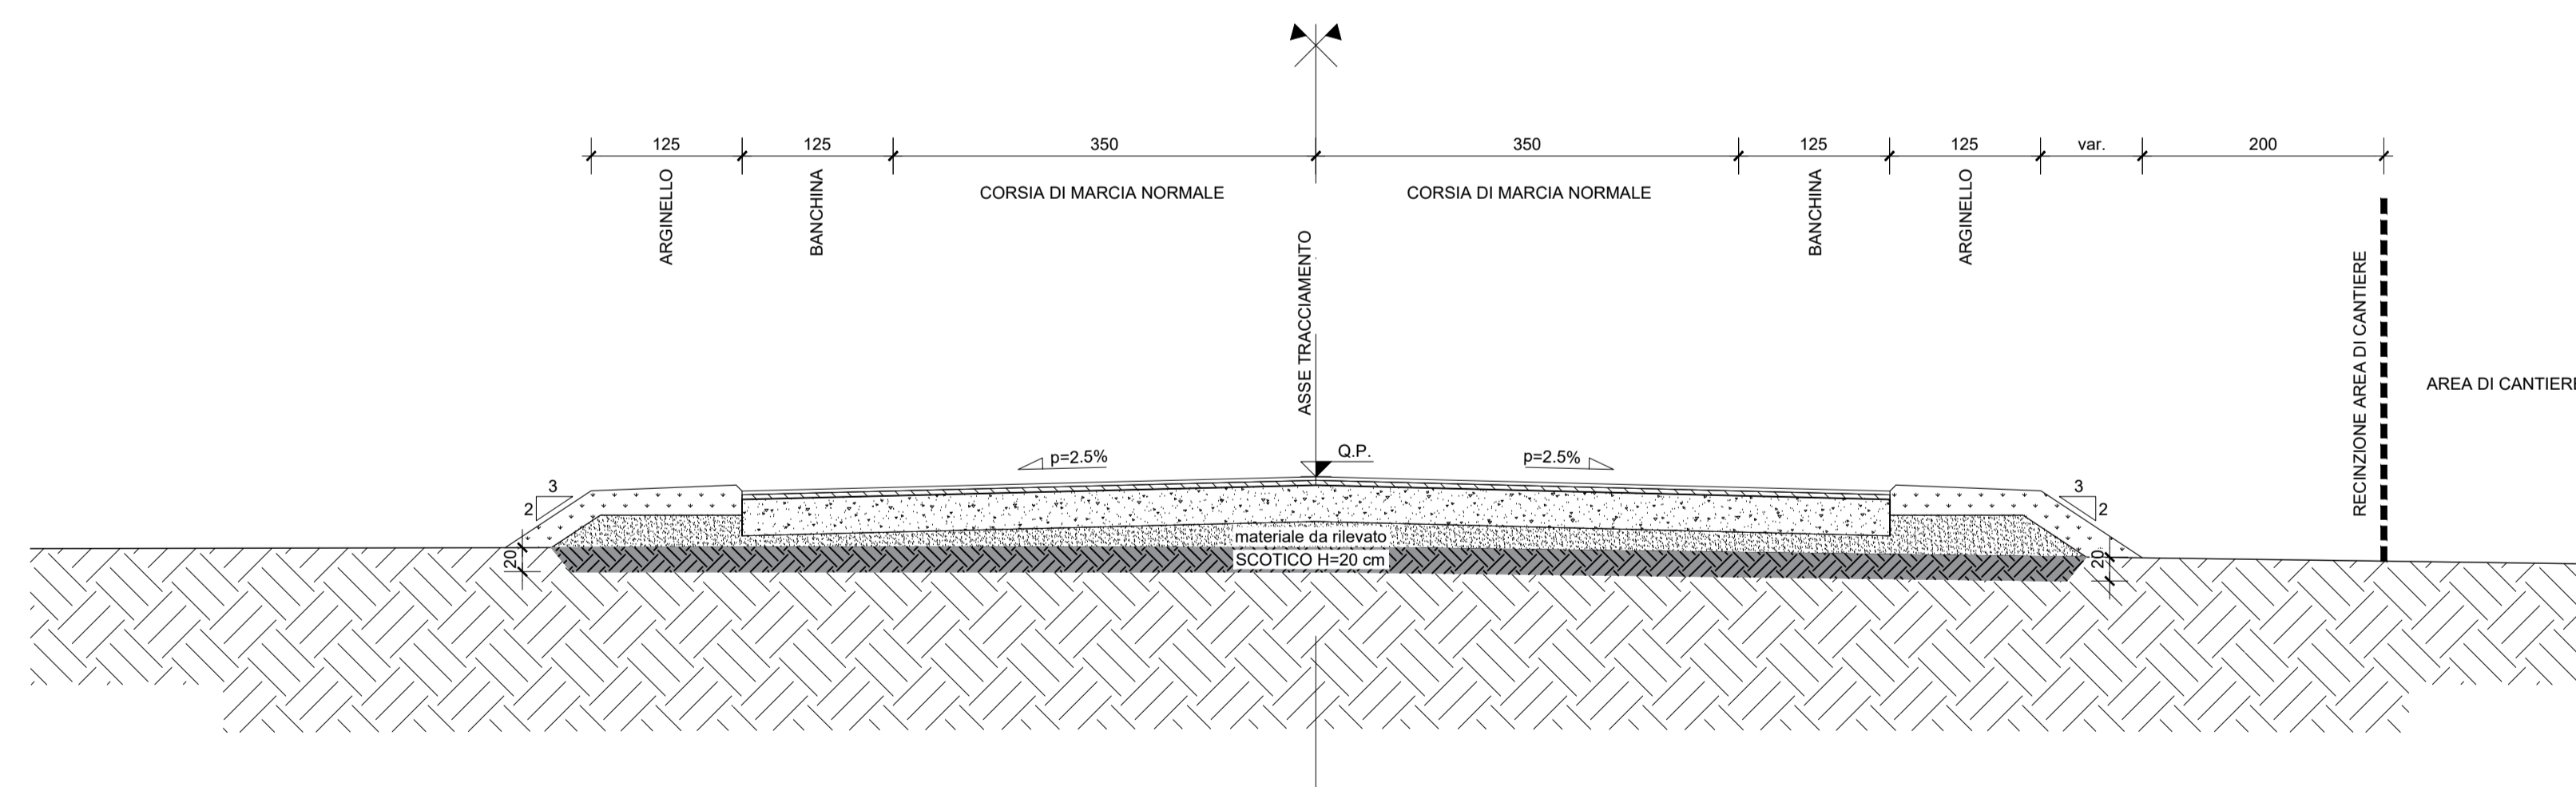 125
125
350
350
125
125
var.
200
ARGINELLO
BANCHINA
CORSIA DI MARCIA NORMALE
CORSIA DI MARCIA NORMALE
BANCHINA
ARGINELLO
ASSE TRACCIAMENTO
RECINZIONE AREA DI CANTIERE
AREA DI CANTIERE
p=2.5%
Q.P.
p=2.5%
3
2
3
2
20
materiale da rilevato
SCOTICO H=20 cm
20